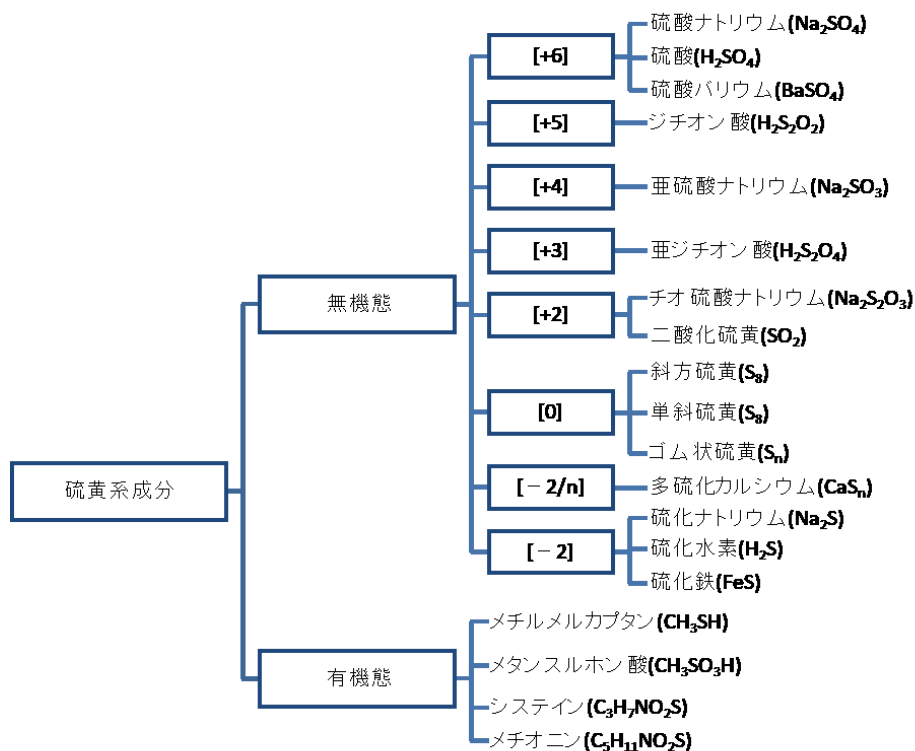 硫黄系成分
無機態
[+6]
硫酸ナトリウム(Na₂SO₄)
硫酸(H₂SO₄)
硫酸バリウム(BaSO₄)
[+5]
ジチオン酸(H₂S₂O₂)
[+4]
亜硫酸ナトリウム(Na₂SO₃)
[+3]
亜ジチオン酸(H₂S₂O₄)
[+2]
チオ硫酸ナトリウム(Na₂S₂O₃)
二酸化硫黄(SO₂)
[0]
斜方硫黄(S₈)
単斜硫黄(S₈)
ゴム状硫黄(Sₙ)
[－2/n]
多硫化カルシウム(CaSₙ)
[－2]
硫化ナトリウム(Na₂S)
硫化水素(H₂S)
硫化鉄(FeS)
有機態
メチルメルカプタン(CH₃SH)
メタンスルホン酸(CH₃SO₃H)
システイン(C₃H₇NO₂S)
メチオニン(C₅H₁₁NO₂S)